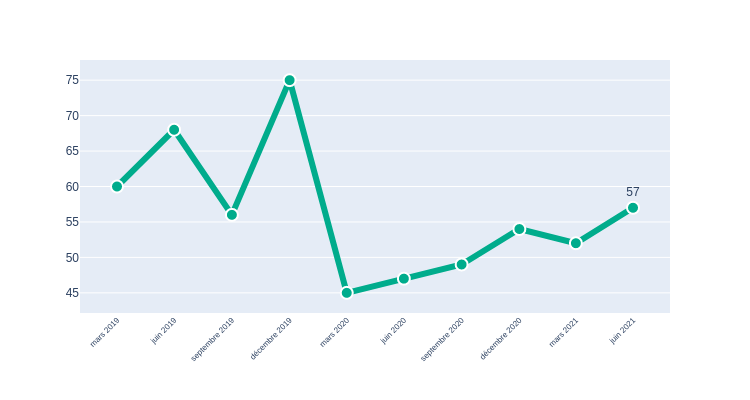 75
70
65
60
55
50
45
57
mars 2019
juin 2019
septembre 2019
décembre 2019
mars 2020
juin 2020
septembre 2020
décembre 2020
mars 2021
juin 2021